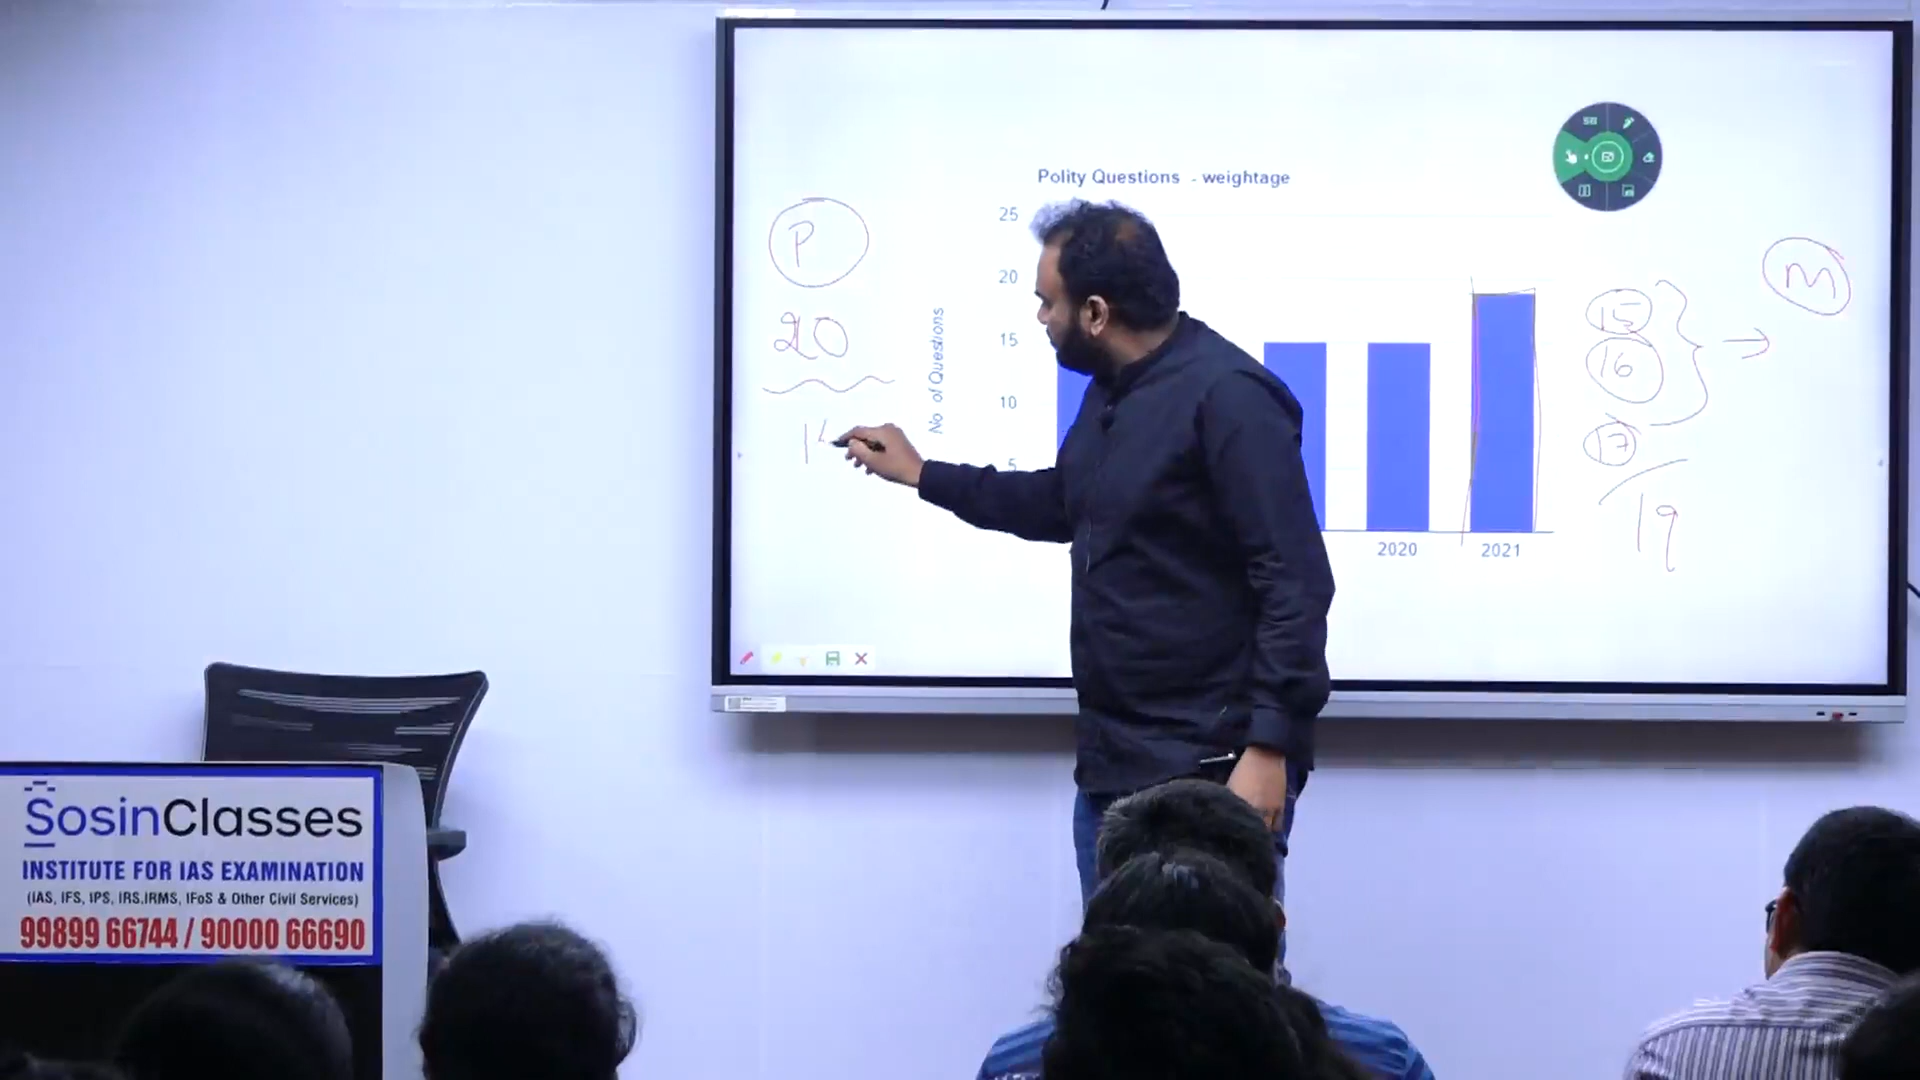 Polity Questions - weightage
25
20
15
10
5
No of Questions
2020
2021
P
20
15
16
17
19
M
SosinClasses
INSTITUTE FOR IAS EXAMINATION
(IAS, IFS, IPS, IRS,IRMS, IFoS & Other Civil Services)
99899 66744 / 90000 66690